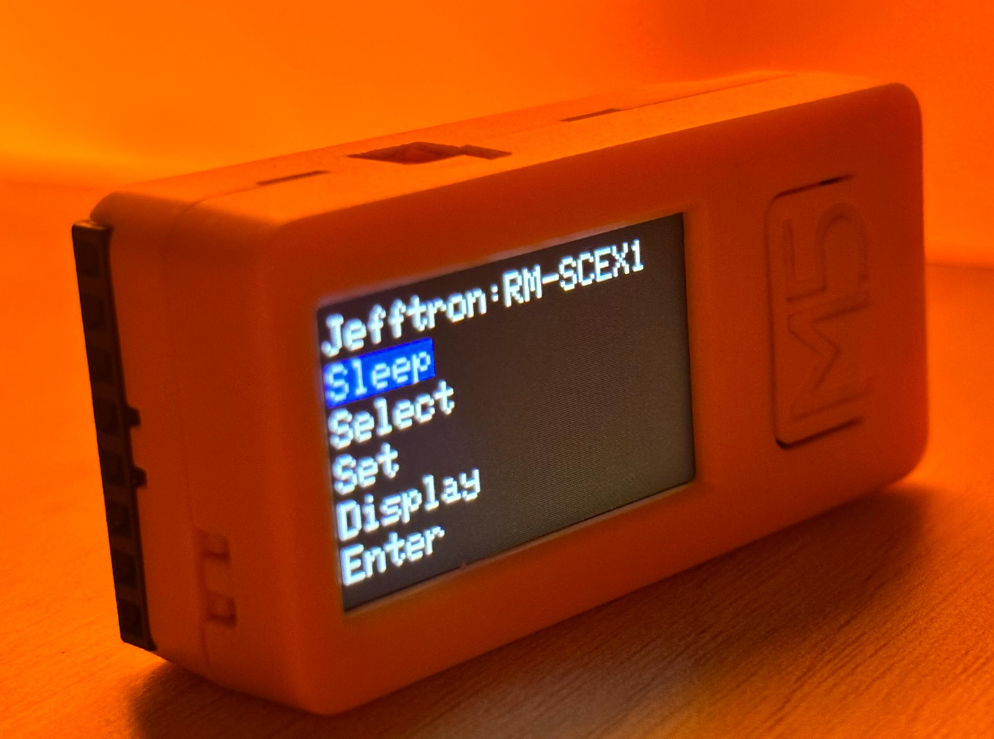 Jefftron:RM-SCEX1
Sleep
Select
Set
Display
Enter
M5